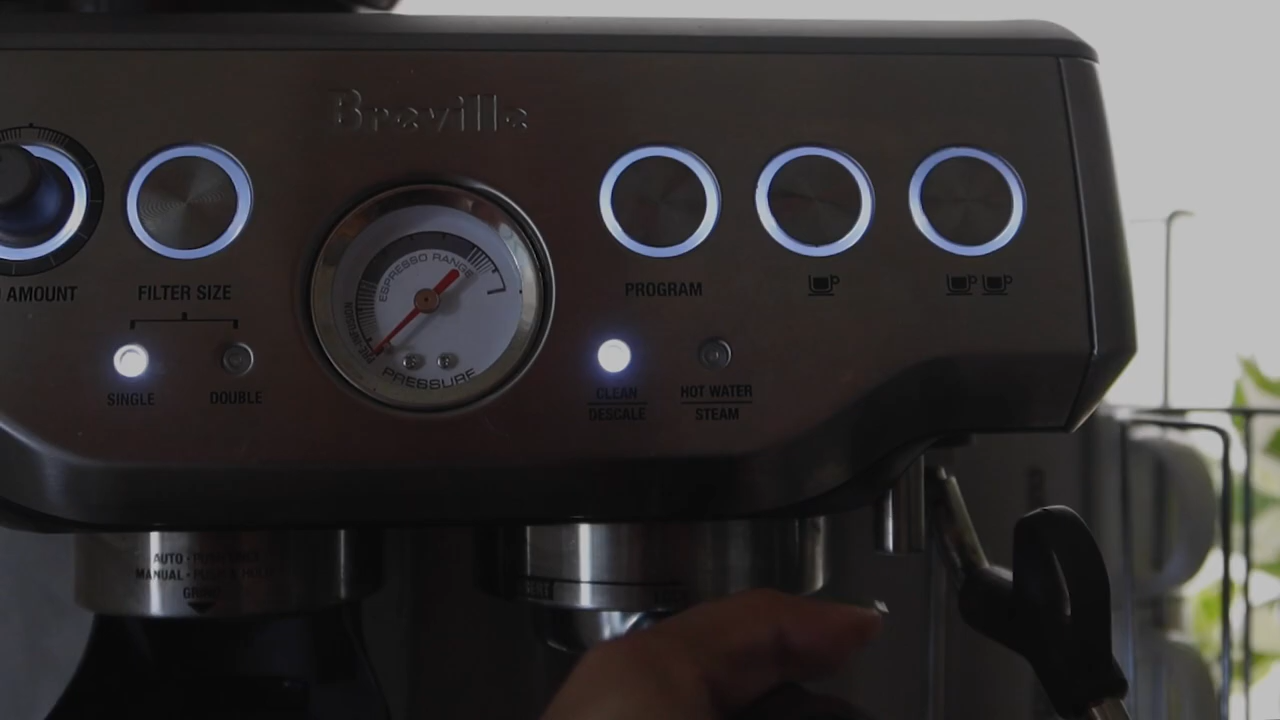 Breville
AMOUNT
FILTER SIZE
SINGLE
DOUBLE
ESPRESSO RANGE
PRESSURE
PROGRAM
CLEAN
DESCALE
HOT WATER
STEAM
AUTO
MANUAL